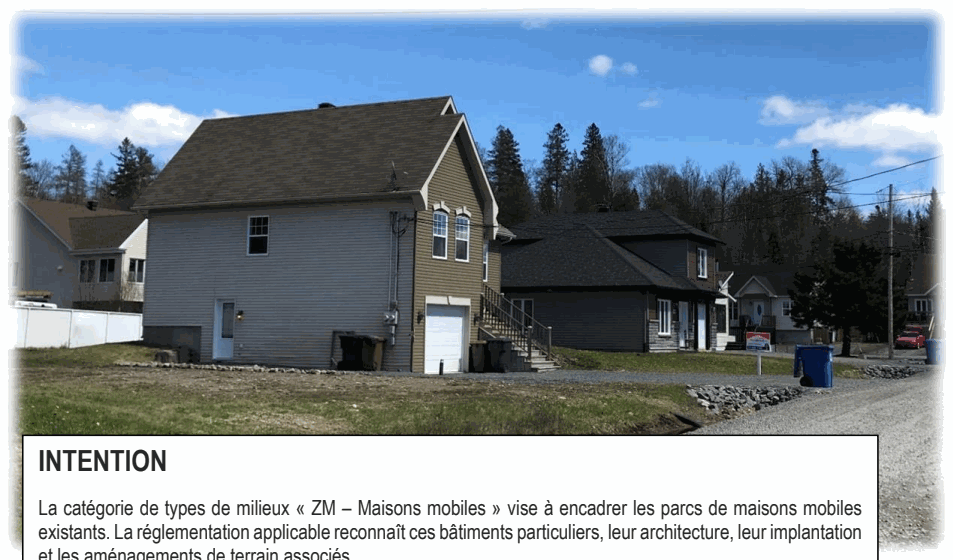 INTENTION
La catégorie de types de milieux « ZM – Maisons mobiles » vise à encadrer les parcs de maisons mobiles
existants. La réglementation applicable reconnaît ces bâtiments particuliers, leur architecture, leur implantation
et les aménagements de terrain associés.